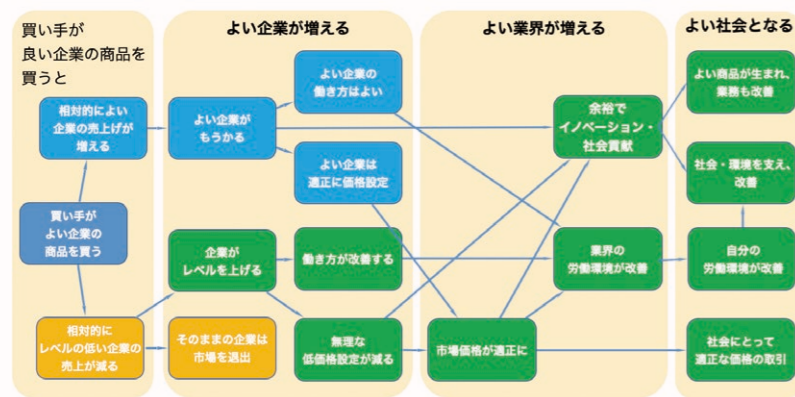 買い手が
良い企業の商品を
買うと
よい企業が増える
よい業界が増える
よい社会となる
相対的によい
企業の売上げが
増える
買い手が
よい企業の
商品を買う
相対的に
レベルの低い企業の
売上が減る
よい企業が
もうかる
よい企業の
働き方はよい
よい企業は
適正に価格設定
企業が
レベルを上げる
働き方が改善する
そのままの企業は
市場を退出
無理な
低価格設定が減る
余裕で
イノベーション・
社会貢献
業界の
労働環境が改善
市場価格が適正に
よい商品が生まれ、
業務も改善
社会・環境を支え、
改善
自分の
労働環境が改善
社会にとって
適正な価格の取引